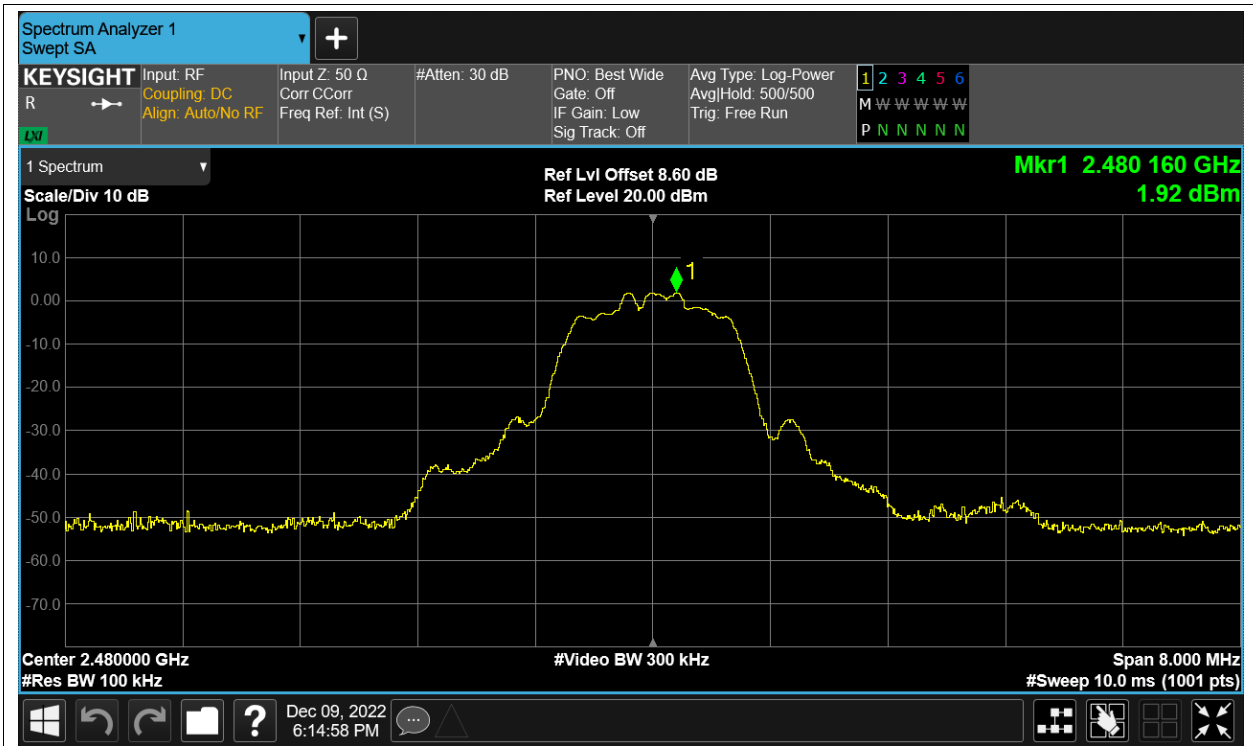 Spectrum Analyzer 1
Swept SA
+
KEYSIGHT
R
LXI
Input: RF
Coupling: DC
Align: Auto/No RF
Input Z: 50 Ω
Corr CCorr
Freq Ref: Int (S)
#Atten: 30 dB
PNO: Best Wide
Gate: Off
IF Gain: Low
Sig Track: Off
Avg Type: Log-Power
Avg|Hold: 500/500
Trig: Free Run
1 2 3 4 5 6
M W W W W W
P N N N N N
1 Spectrum
Scale/Div 10 dB
Ref Lvl Offset 8.60 dB
Ref Level 20.00 dBm
Mkr1 2.480 160 GHz
1.92 dBm
Log
10.0
0.00
-10.0
-20.0
-30.0
-40.0
-50.0
-60.0
-70.0
1
Center 2.480000 GHz
#Res BW 100 kHz
#Video BW 300 kHz
Span 8.000 MHz
#Sweep 10.0 ms (1001 pts)
?
Dec 09, 2022
6:14:58 PM